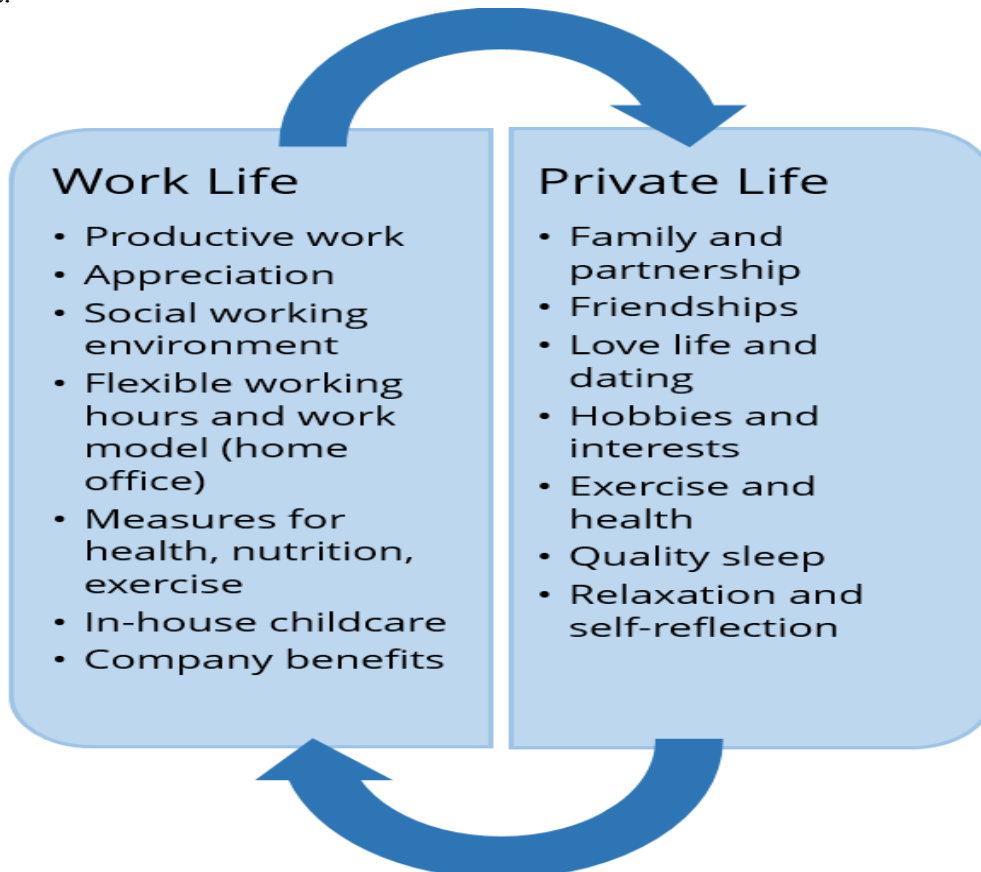 Work Life
• Productive work
• Appreciation
• Social working
environment
• Flexible working
hours and work
model (home
office)
• Measures for
health, nutrition,
exercise
• In-house childcare
• Company benefits
Private Life
• Family and
partnership
• Friendships
• Love life and
dating
• Hobbies and
interests
• Exercise and
health
• Quality sleep
• Relaxation and
self-reflection